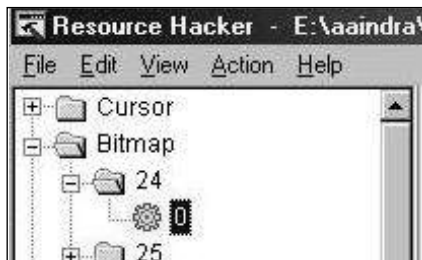 Resource Hacker - E:\aaindra\
File Edit View Action Help
Cursor
Bitmap
24
0
25